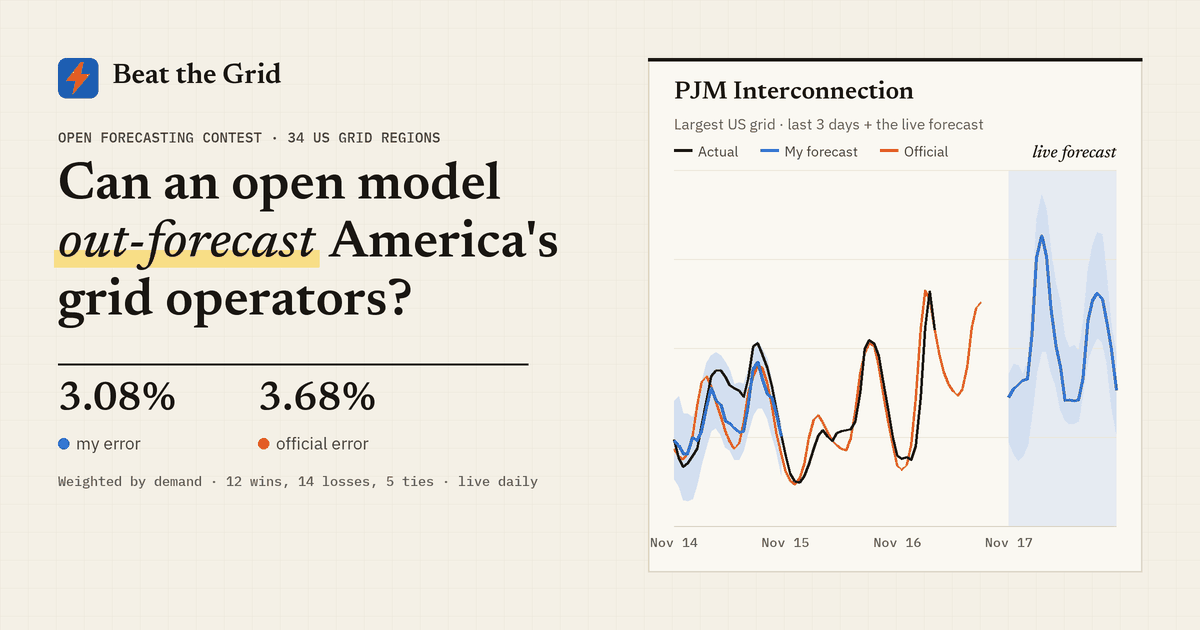 Beat the Grid
OPEN FORECASTING CONTEST · 34 US GRID REGIONS
Can an open model
out-forecast America's
grid operators?
3.08%
my error
3.68%
official error
Weighted by demand · 12 wins, 14 losses, 5 ties · live daily
PJM Interconnection
Largest US grid · last 3 days + the live forecast
Actual My forecast Official
live forecast
Nov 14 Nov 15 Nov 16 Nov 17